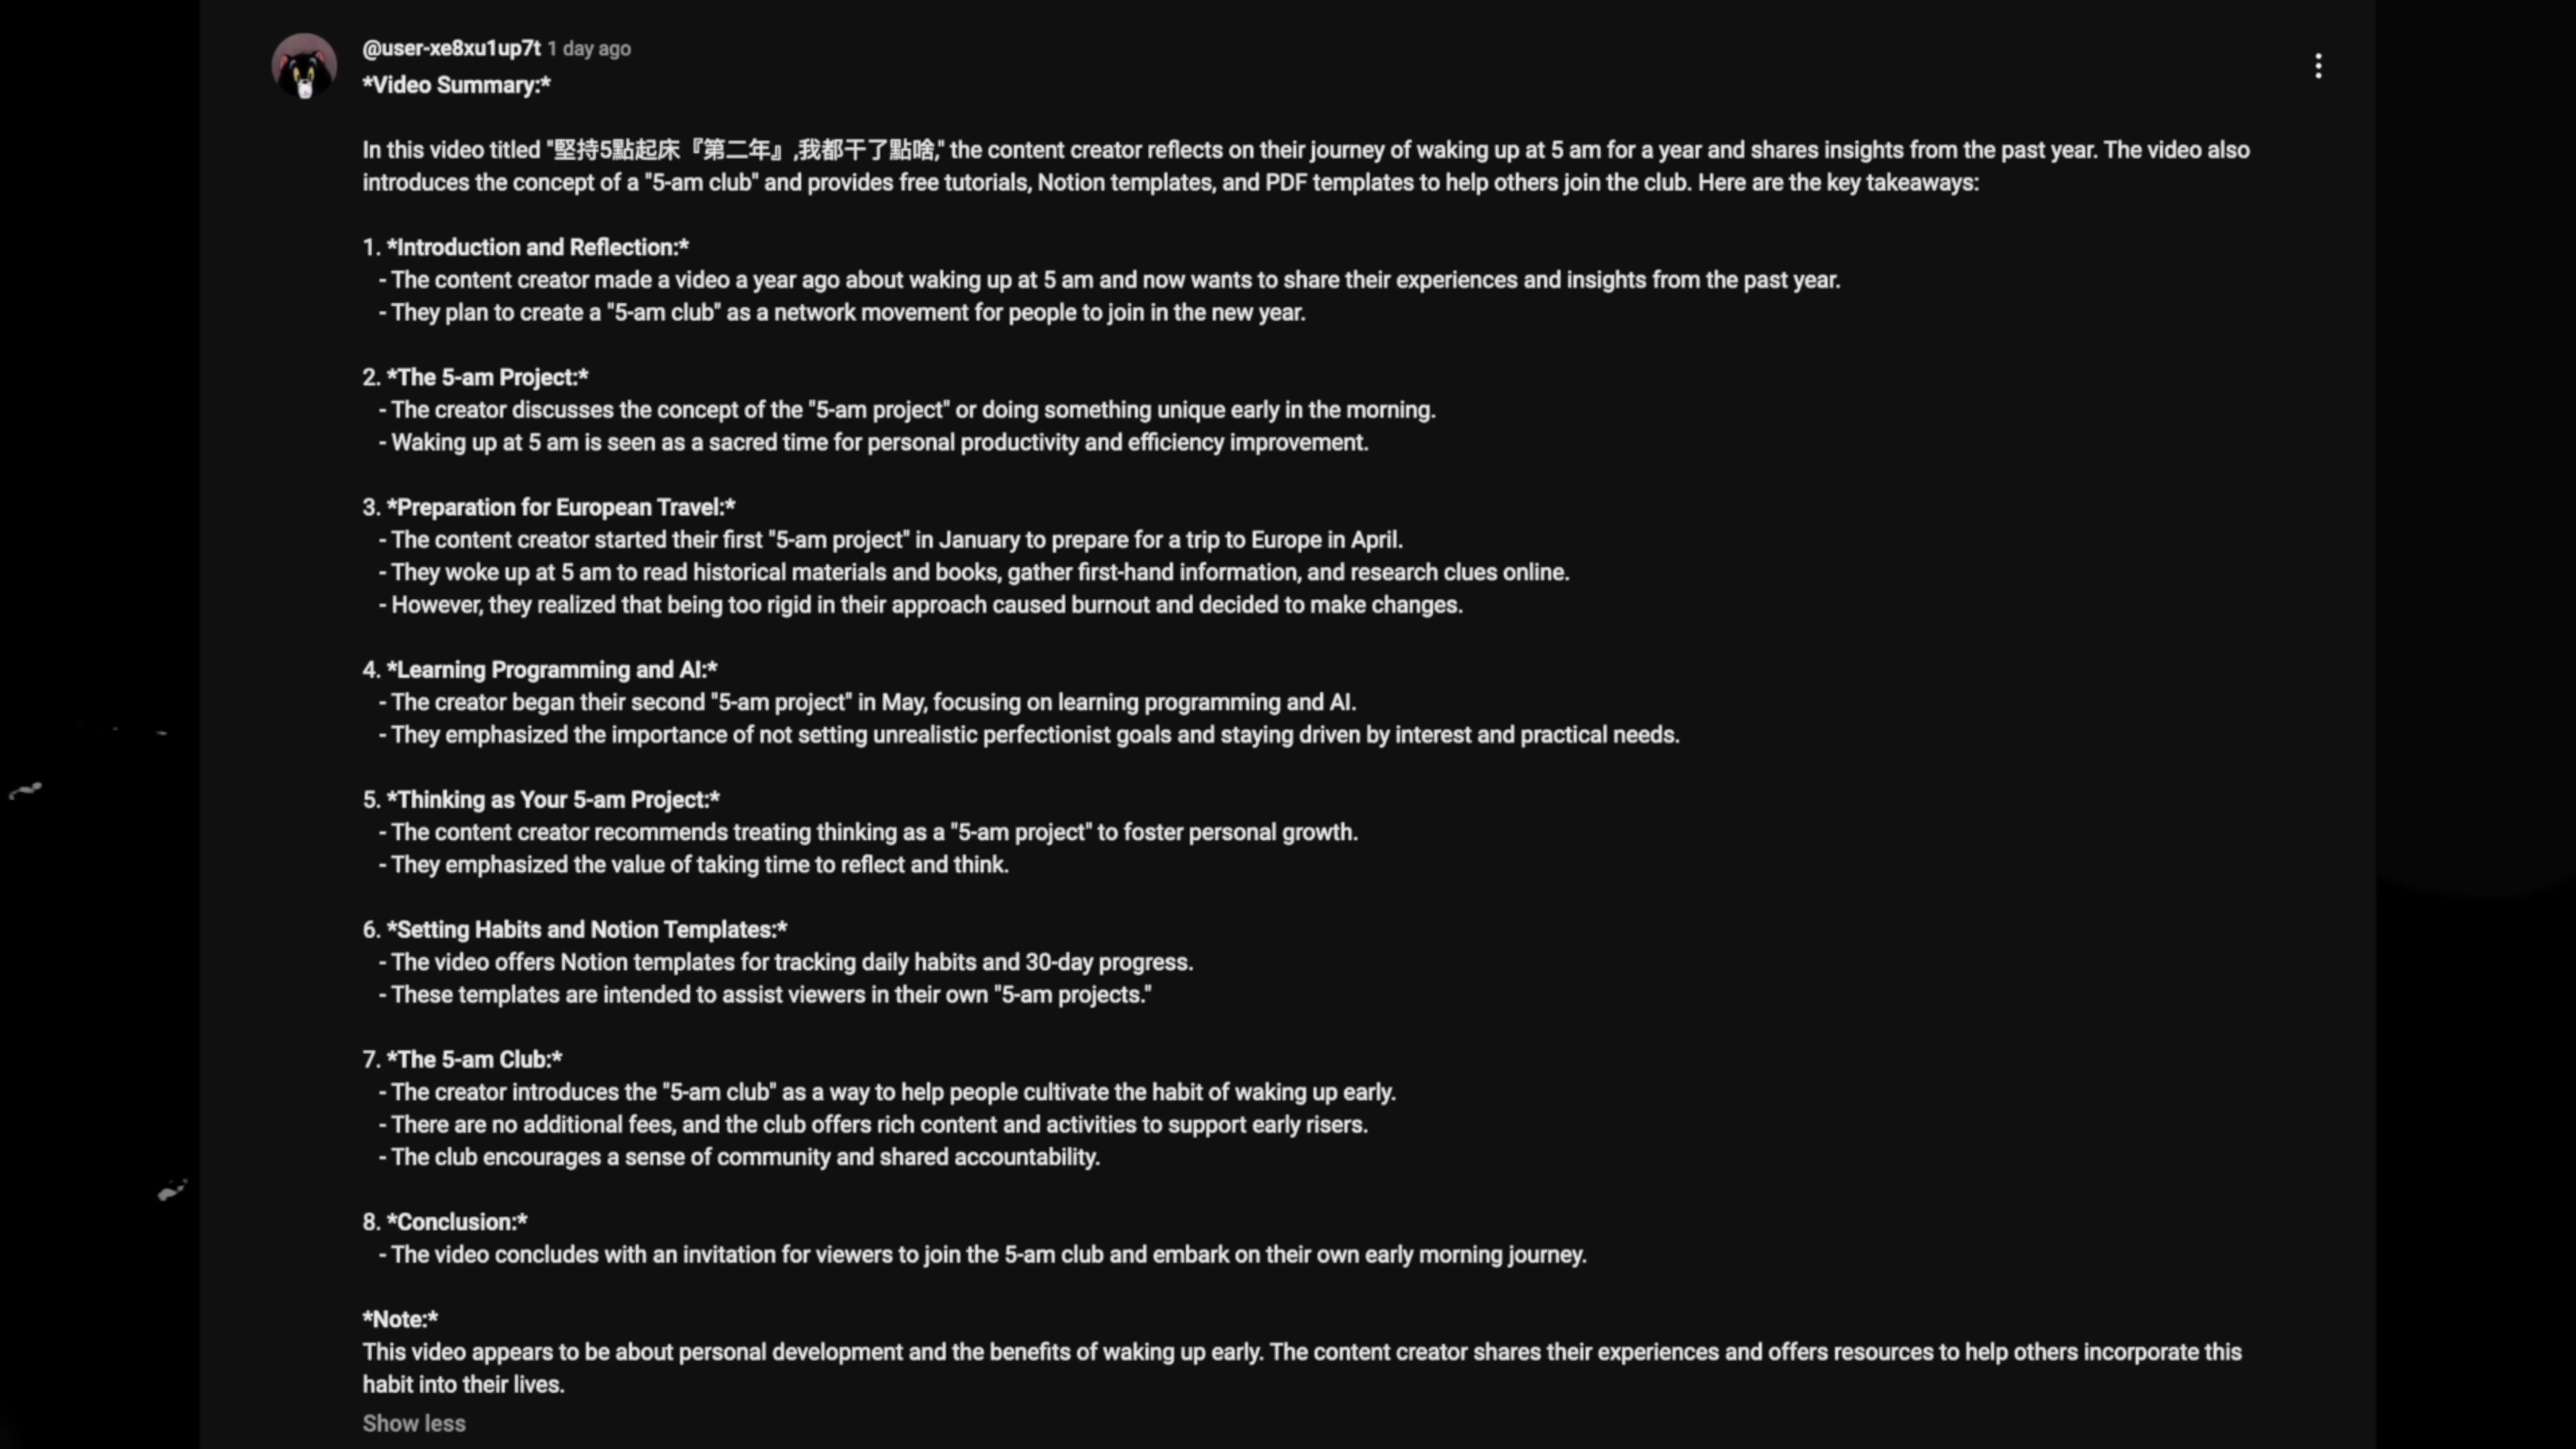 @user-xe8xu1up7t 1 day ago
*Video Summary:*
In this video titled "堅持5點起床『第二年』,我都干了點啥," the content creator reflects on their journey of waking up at 5 am for a year and shares insights from the past year. The video also
introduces the concept of a "5-am club" and provides free tutorials, Notion templates, and PDF templates to help others join the club. Here are the key takeaways:
1. *Introduction and Reflection:*
- The content creator made a video a year ago about waking up at 5 am and now wants to share their experiences and insights from the past year.
- They plan to create a "5-am club" as a network movement for people to join in the new year.
2. *The 5-am Project:*
- The creator discusses the concept of the "5-am project" or doing something unique early in the morning.
- Waking up at 5 am is seen as a sacred time for personal productivity and efficiency improvement.
3. *Preparation for European Travel:*
- The content creator started their first "5-am project" in January to prepare for a trip to Europe in April.
- They woke up at 5 am to read historical materials and books, gather first-hand information, and research clues online.
- However, they realized that being too rigid in their approach caused burnout and decided to make changes.
4. *Learning Programming and AI:*
- The creator began their second "5-am project" in May, focusing on learning programming and AI.
- They emphasized the importance of not setting unrealistic perfectionist goals and staying driven by interest and practical needs.
5. *Thinking as Your 5-am Project:*
- The content creator recommends treating thinking as a "5-am project" to foster personal growth.
- They emphasized the value of taking time to reflect and think.
6. *Setting Habits and Notion Templates:*
- The video offers Notion templates for tracking daily habits and 30-day progress.
- These templates are intended to assist viewers in their own "5-am projects."
7. *The 5-am Club:*
- The creator introduces the "5-am club" as a way to help people cultivate the habit of waking up early.
- There are no additional fees, and the club offers rich content and activities to support early risers.
- The club encourages a sense of community and shared accountability.
8. *Conclusion:*
- The video concludes with an invitation for viewers to join the 5-am club and embark on their own early morning journey.
*Note:*
This video appears to be about personal development and the benefits of waking up early. The content creator shares their experiences and offers resources to help others incorporate this
habit into their lives.
Show less